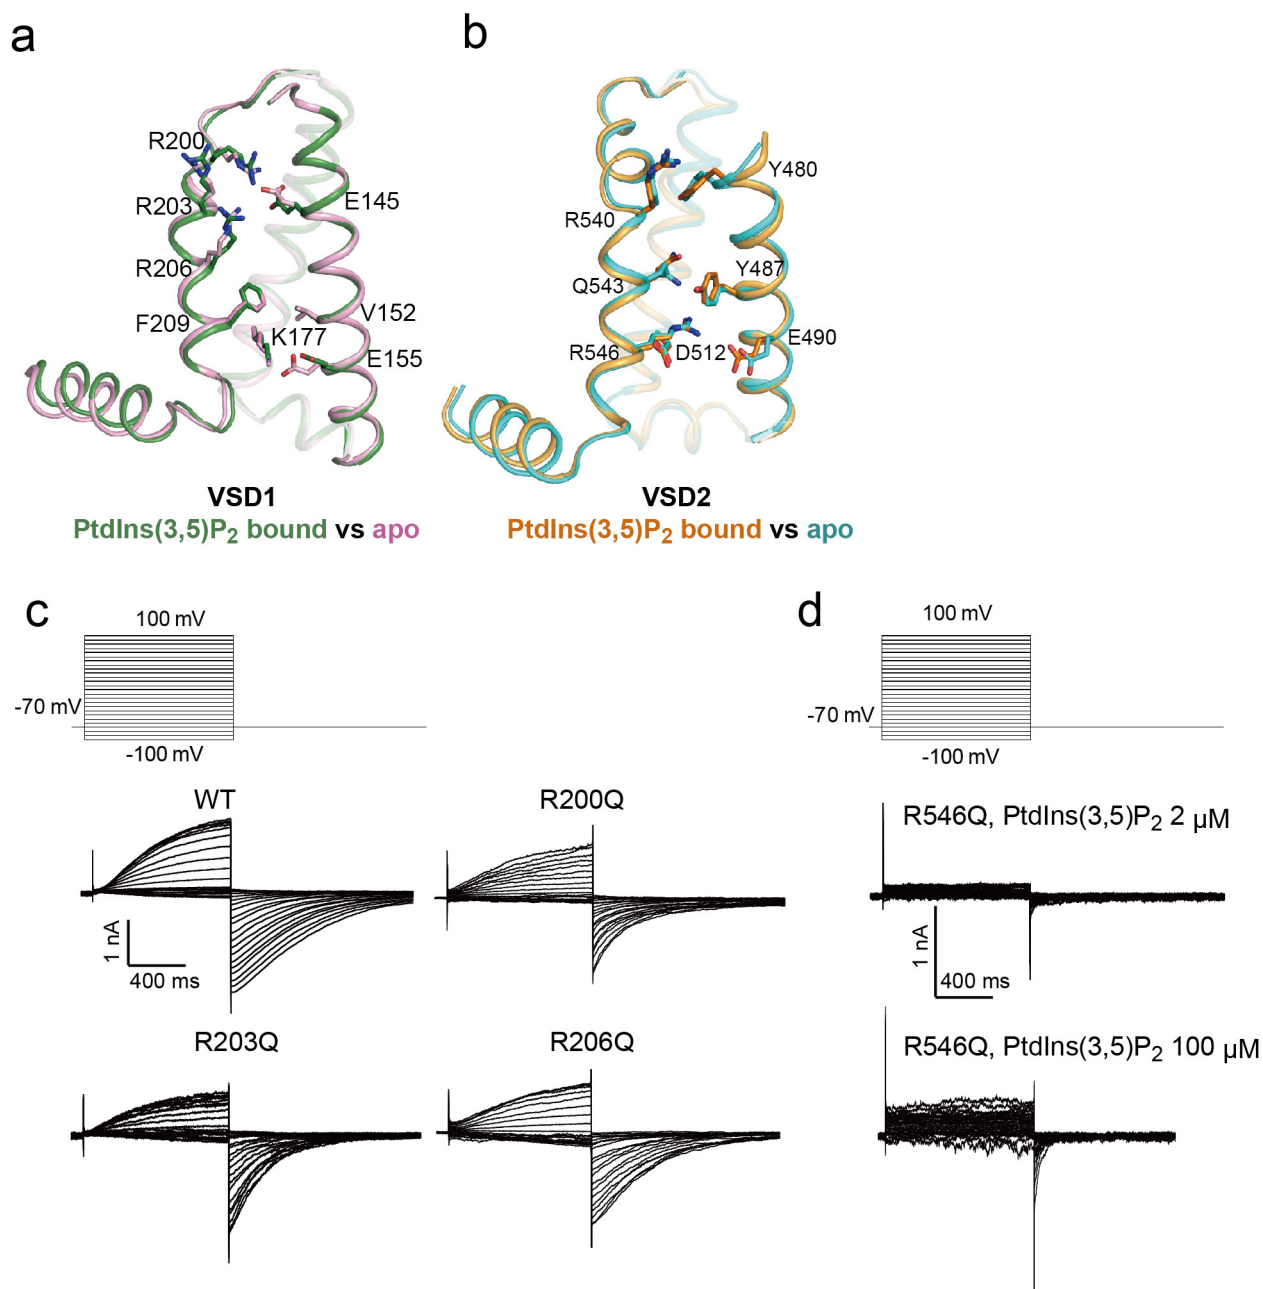 a
R200
R203
R206
F209
E145
V152
K177
E155
VSD1
PtdIns(3,5)P2 bound vs apo
b
Y480
R540
Q543
Y487
R546
D512
E490
VSD2
PtdIns(3,5)P2 bound vs apo
c
100 mV
-70 mV
-100 mV
WT
R200Q
1 nA
400 ms
R203Q
R206Q
d
100 mV
-70 mV
-100 mV
R546Q, PtdIns(3,5)P2 2 μM
1 nA
400 ms
R546Q, PtdIns(3,5)P2 100 μM